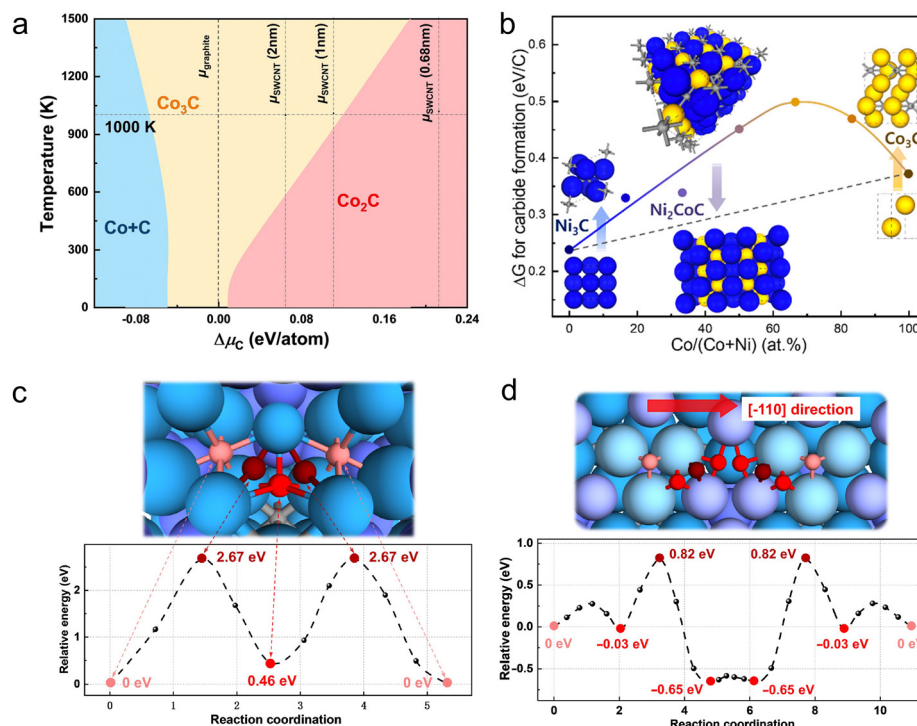 a
1500
1200
900
600
300
0
Temperature (K)
μgraphite
μSWCNT (2nm)
μSWCNT (1nm)
μSWCNT (0.68nm)
Co3C
1000 K
Co+C
Co2C
-0.08
0.00
0.08
0.16
0.24
ΔμC (eV/atom)
b
0.6
0.5
0.4
0.3
0.2
ΔG for carbide formation (eV/C)
Co3C
Ni3C
Ni2CoC
0
20
40
60
80
100
Co/(Co+Ni) (at.%)
c
2
1
0
Relative energy (eV)
2.67 eV
2.67 eV
0 eV
0.46 eV
0 eV
0
1
2
3
4
5
Reaction coordination
d
[-110] direction
1.0
0.5
0.0
−0.5
Relative energy (eV)
0.82 eV
0.82 eV
0 eV
−0.03 eV
−0.03 eV
−0.65 eV
−0.65 eV
0
2
4
6
8
10
Reaction coordination